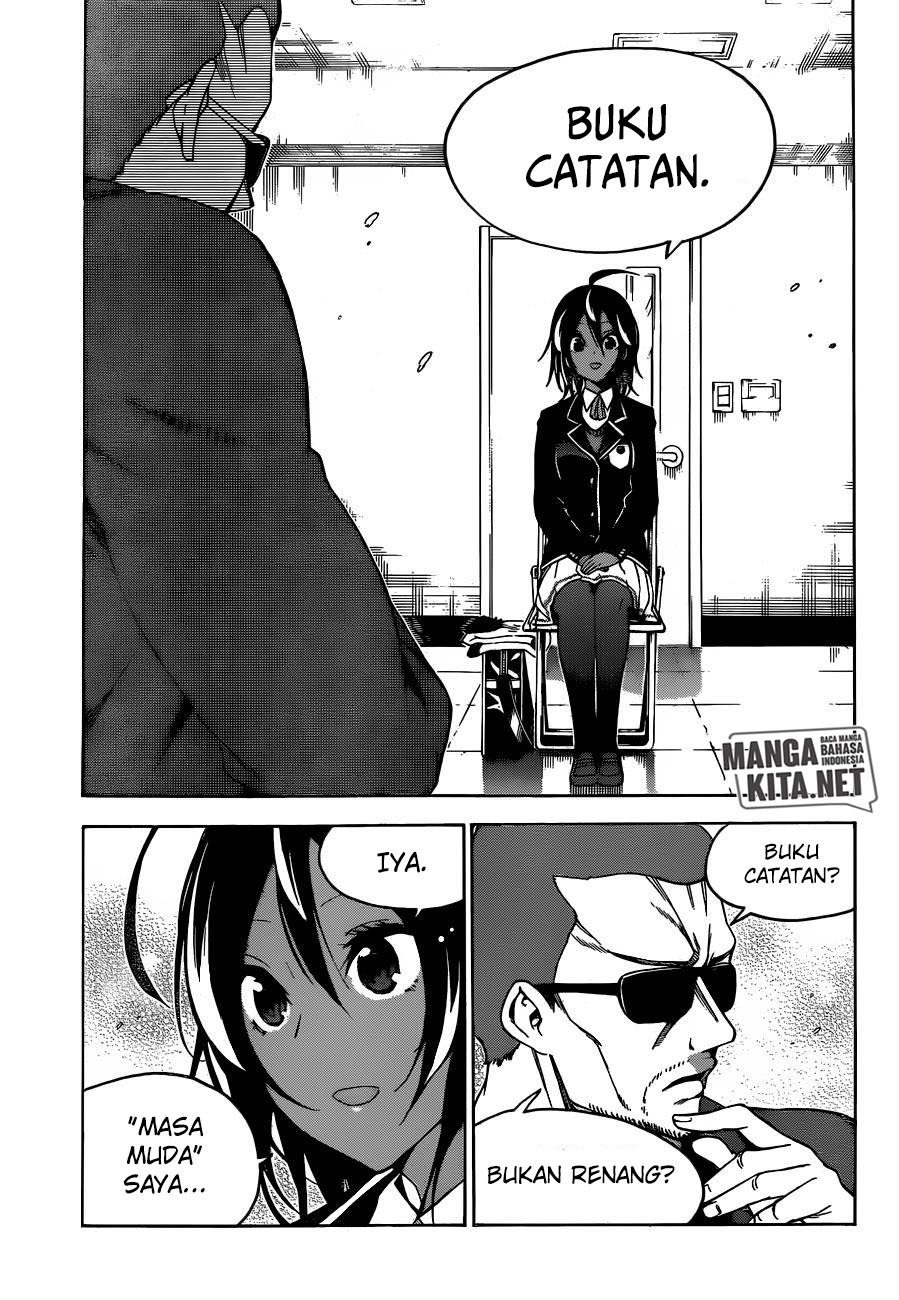 BUKU
CATATAN.
MANGA
KITA.NET
BACA MANGA
BAHASA
INDONESIA
BUKU
CATATAN?
BUKAN RENANG?
IYA.
"MASA
MUDA"
SAYA...